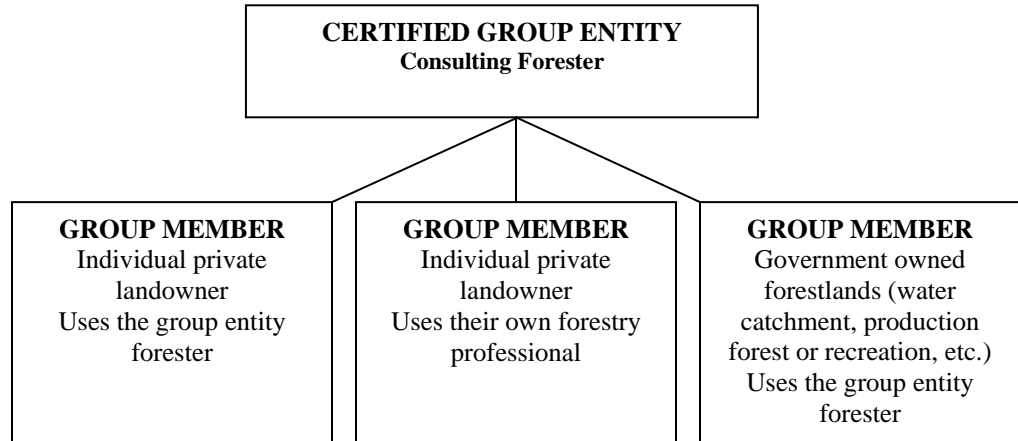 CERTIFIED GROUP ENTITY
Consulting Forester
GROUP MEMBER
Individual private
landowner
Uses the group entity
forester
GROUP MEMBER
Individual private
landowner
Uses their own forestry
professional
GROUP MEMBER
Government owned
forestlands (water
catchment, production
forest or recreation, etc.)
Uses the group entity
forester